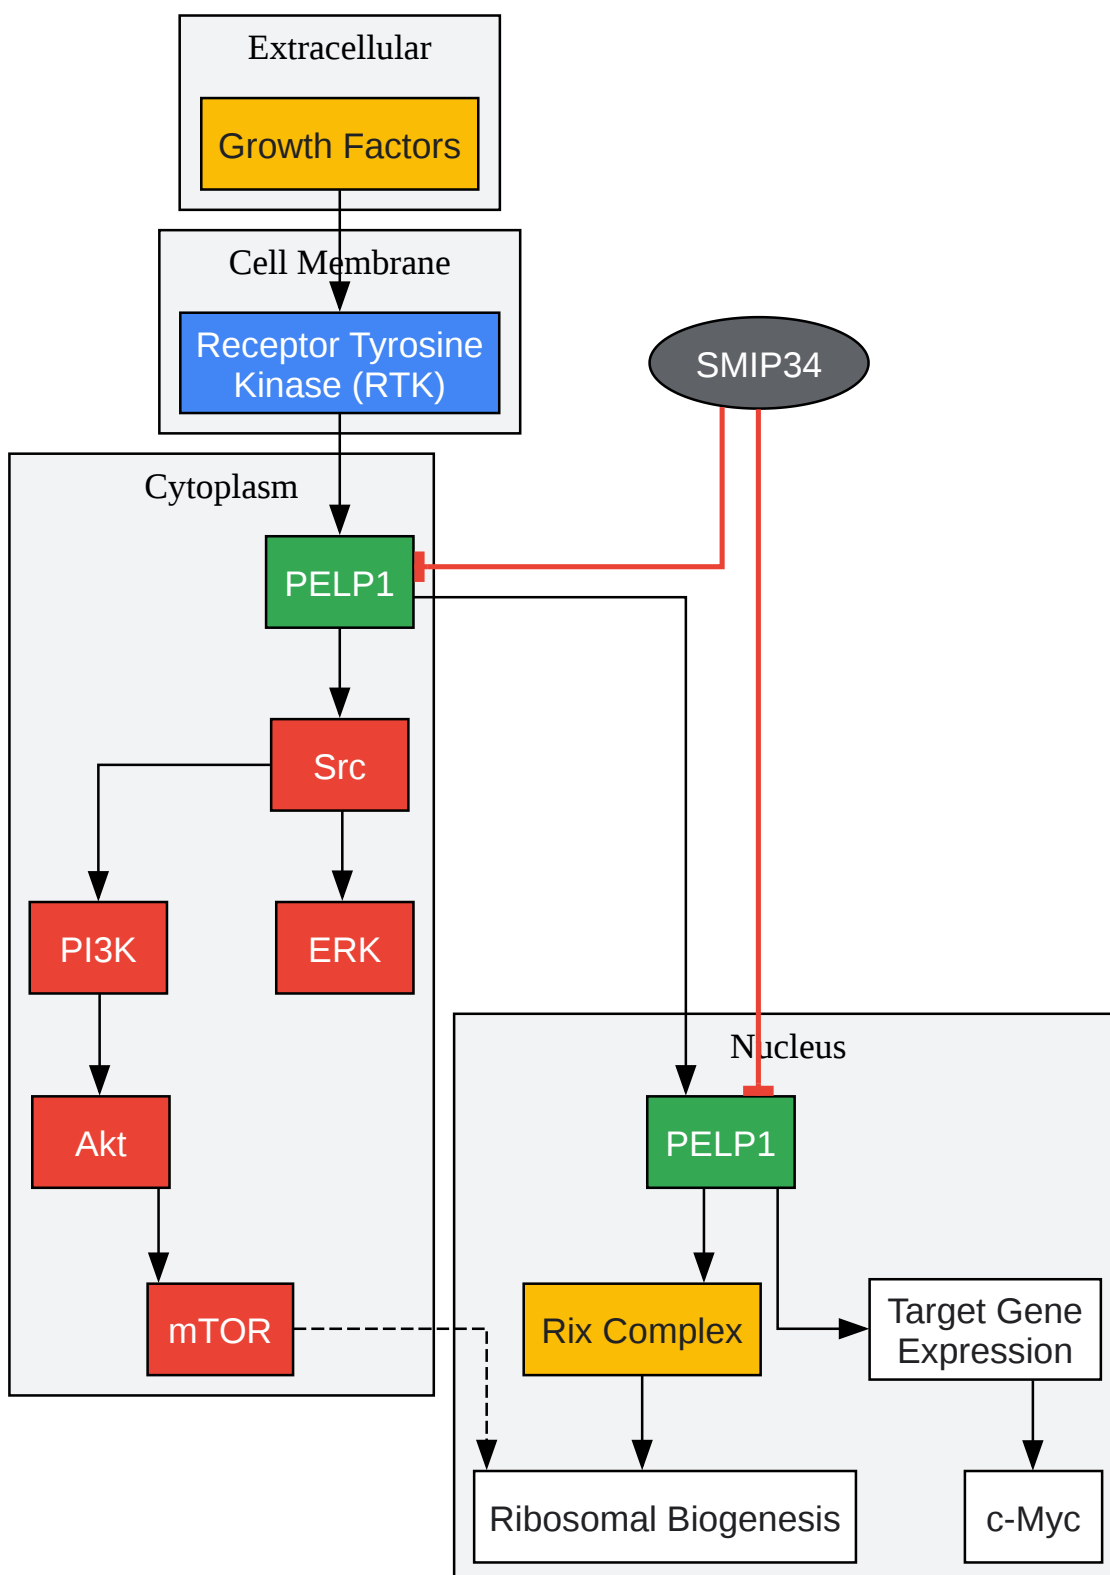 Extracellular
Growth Factors
Cell Membrane
Receptor Tyrosine
Kinase (RTK)
SMIP34
Cytoplasm
PELP1
Src
PI3K
ERK
Nucleus
Akt
PELP1
mTOR
Rix Complex
Target Gene
Expression
Ribosomal Biogenesis
c-Myc